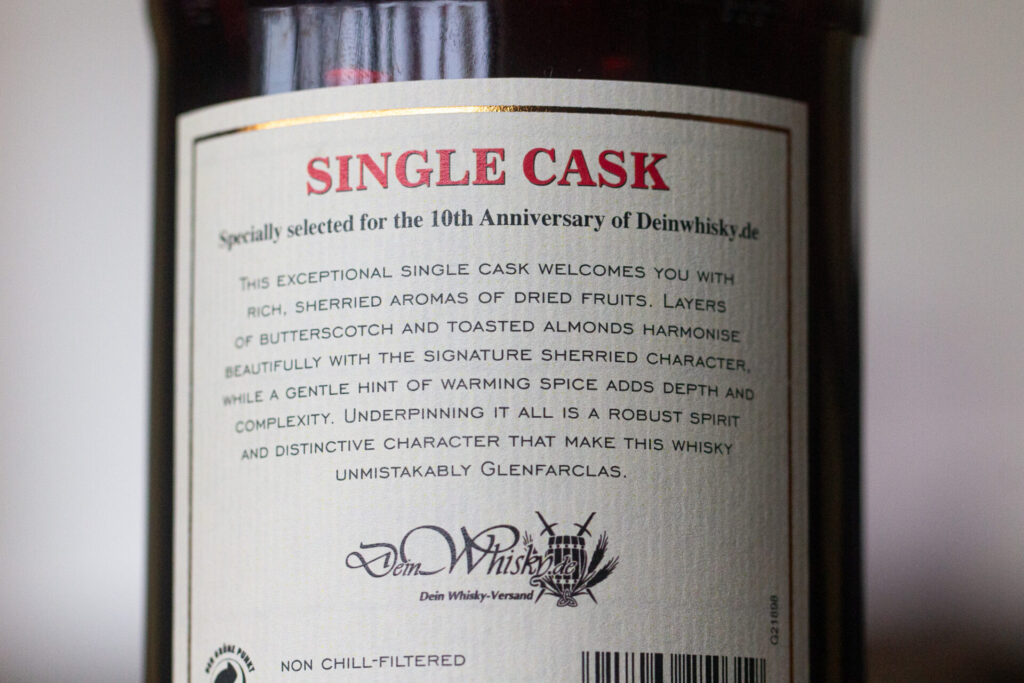 SINGLE CASK
Specially selected for the 10th Anniversary of Deinwhisky.de
THIS EXCEPTIONAL SINGLE CASK WELCOMES YOU WITH
RICH, SHERRIED AROMAS OF DRIED FRUITS. LAYERS
OF BUTTERSCOTCH AND TOASTED ALMONDS HARMONISE
BEAUTIFULLY WITH THE SIGNATURE SHERRIED CHARACTER,
WHILE A GENTLE HINT OF WARMING SPICE ADDS DEPTH AND
COMPLEXITY. UNDERPINNING IT ALL IS A ROBUST SPIRIT
AND DISTINCTIVE CHARACTER THAT MAKE THIS WHISKY
UNMISTAKABLY GLENFARCLAS.
DeinWhisky.de
Dein Whisky-Versand
G21898
DER GRÜNE PUNKT
NON CHILL-FILTERED